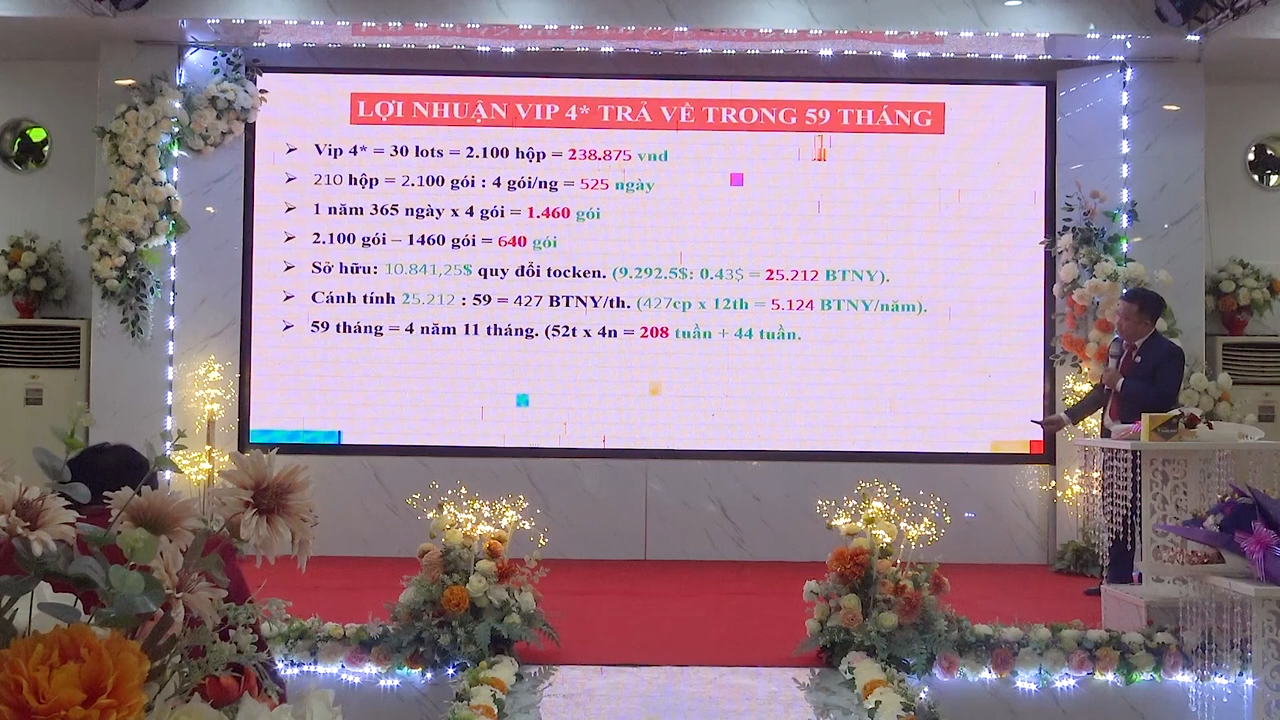 LỢI NHUẬN VIP 4* TRẢ VỀ TRONG 59 THÁNG
Vip 4* = 30 lots = 2.100 hộp = 238.875 vnd
210 hộp = 2.100 gói : 4 gói/ng = 525 ngày
1 năm 365 ngày x 4 gói = 1.460 gói
2.100 gói – 1460 gói = 640 gói
Sở hữu: 10.841,25$ quy đổi tocken. (9.292.5$: 0.43$ = 25.212 BTNY).
Cánh tính 25.212 : 59 = 427 BTNY/th. (427cp x 12th = 5.124 BTNY/năm).
59 tháng = 4 năm 11 tháng. (52t x 4n = 208 tuần + 44 tuần.